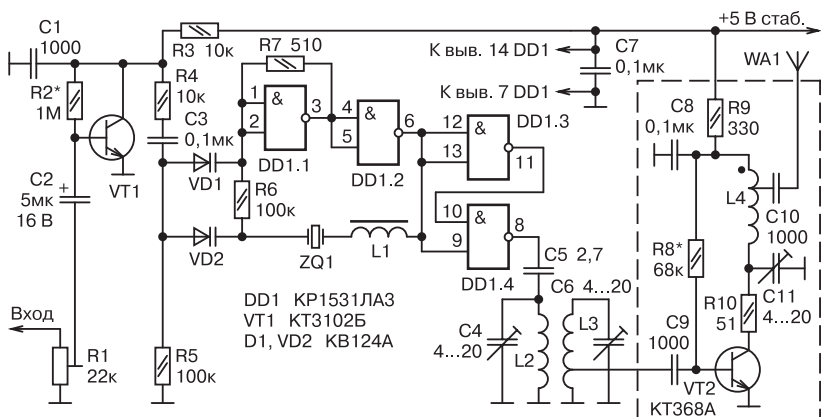 C1
1000
R3 10к
R7 510
+5 В стаб.
К выв. 14 DD1
C7
0,1мк
WA1
R2*
1М
R4
10к
1
&
3
2
4
&
6
5
12
&
DD1.3
13
11
К выв. 7 DD1
C8
0,1мк
R9
330
C3
0,1мк
VT1
VD1
DD1.1
DD1.2
C2
+
5мк
16 В
R6
100к
10
&
8
9
L4
C10
1000
VD2
ZQ1
L1
DD1.4
C5 2,7
R8*
68к
DD1 КР1531ЛА3
VT1 КТ3102Б
D1, VD2 КВ124А
C6 4...20
C11
4...20
R10
51
Вход
R1
22к
R5
100к
C4
4...20
L2
L3
C9
1000
VT2
КТ368А